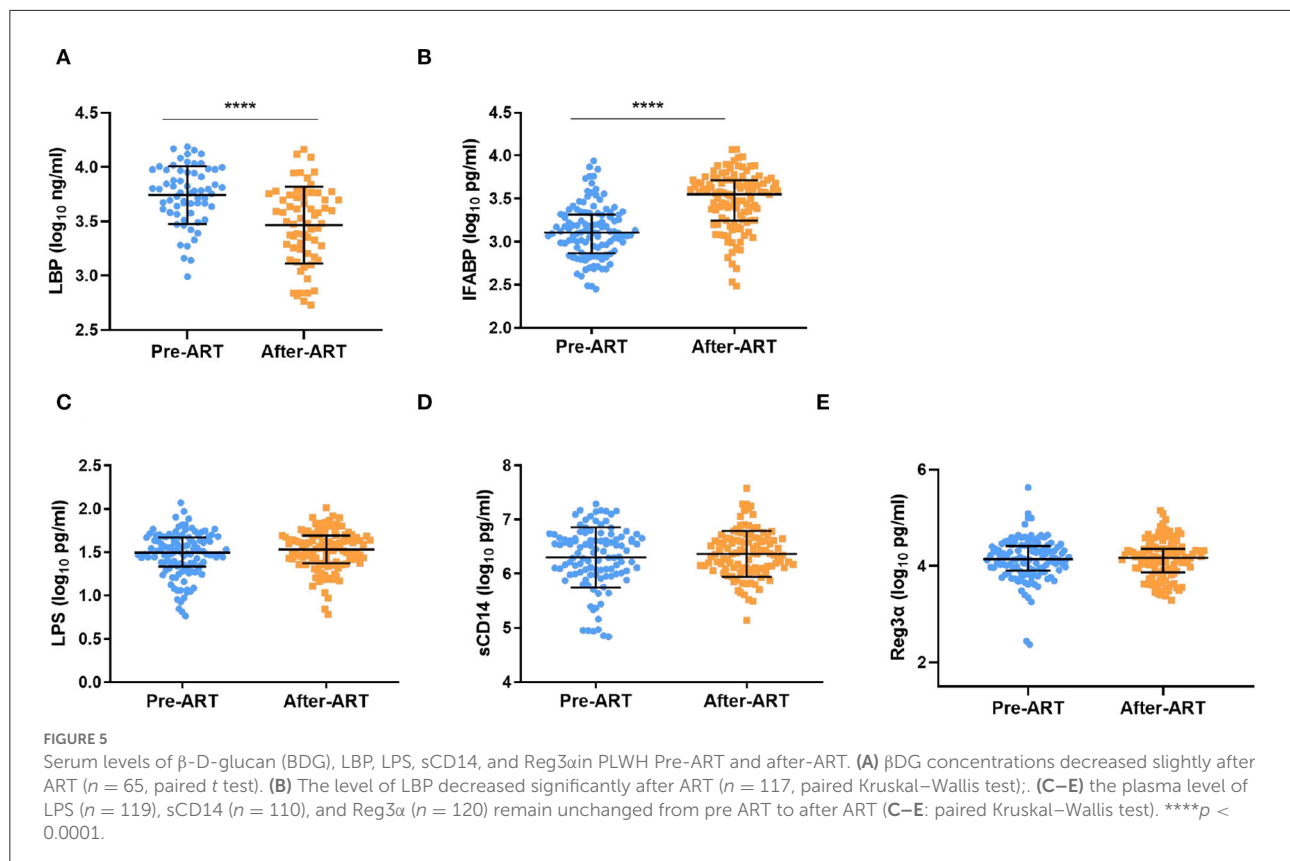 A
B
****
****
4.5
4.0
3.5
3.0
2.5
LBP (log10 ng/ml)
Pre-ART
After-ART
4.5
4.0
3.5
3.0
2.5
2.0
IFABP (log10 pg/ml)
Pre-ART
After-ART
C
D
E
2.5
2.0
1.5
1.0
0.5
0.0
LPS (log10 pg/ml)
Pre-ART
After-ART
8
7
6
5
4
sCD14 (log10 pg/ml)
Pre-ART
After-ART
6
4
2
Reg3α (log10 pg/ml)
Pre-ART
After-ART
FIGURE 5
Serum levels of β-D-glucan (BDG), LBP, LPS, sCD14, and Reg3αin PLWH Pre-ART and after-ART. (A) βDG concentrations decreased slightly after
ART (n = 65, paired t test). (B) The level of LBP decreased significantly after ART (n = 117, paired Kruskal–Wallis test);. (C–E) the plasma level of
LPS (n = 119), sCD14 (n = 110), and Reg3α (n = 120) remain unchanged from pre ART to after ART (C–E: paired Kruskal–Wallis test). ****p <
0.0001.